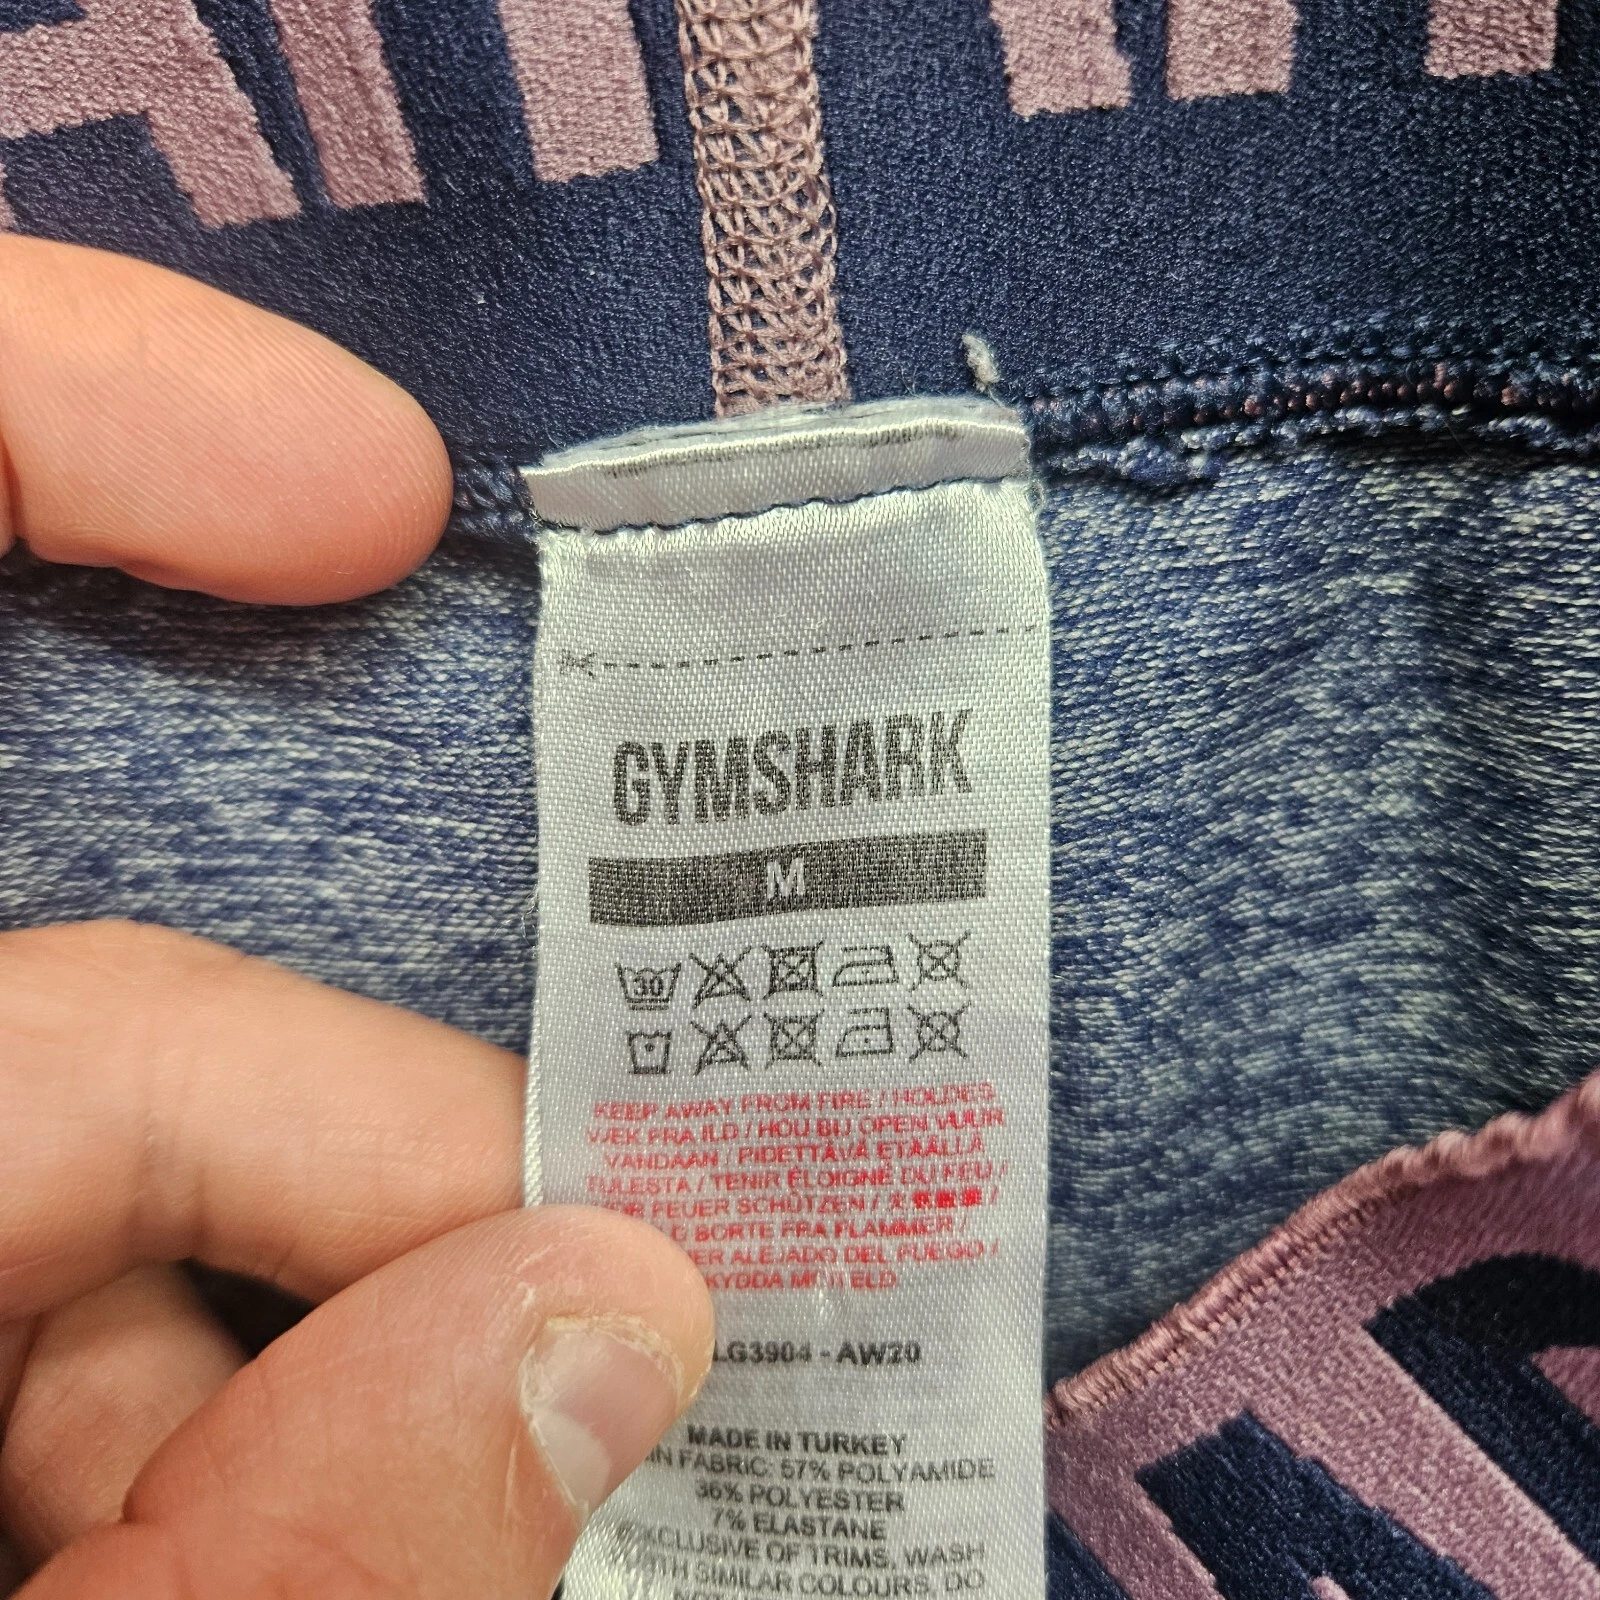 GYMSHARK
M
30
KEEP AWAY FROM FIRE / HOLDES
VÆK FRA ILD / HOU BIJ OPEN VUUR
VANDAAN / PIDETTÄVÄ ETÄÄLLÄ
TULESTA / TENIR ÉLOIGNÉ DU FEU /
VOR FEUER SCHÜTZEN /
BORTE FRA FLAMMER /
ALEJADO DEL FUEGO /
ELD
LG3904 - AW20
MADE IN TURKEY
FABRIC: 57% POLYAMIDE
36% POLYESTER
7% ELASTANE
EXCLUSIVE OF TRIMS, WASH
SIMILAR COLOURS, DO